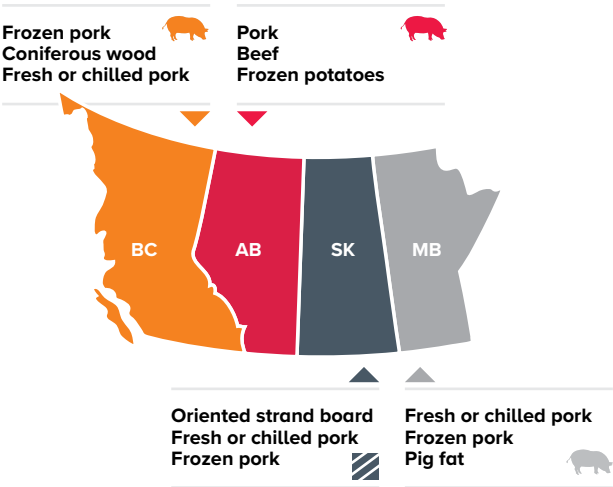 Frozen pork
Coniferous wood
Fresh or chilled pork
Pork
Beef
Frozen potatoes
BC
AB
SK
MB
Oriented strand board
Fresh or chilled pork
Frozen pork
Fresh or chilled pork
Frozen pork
Pig fat